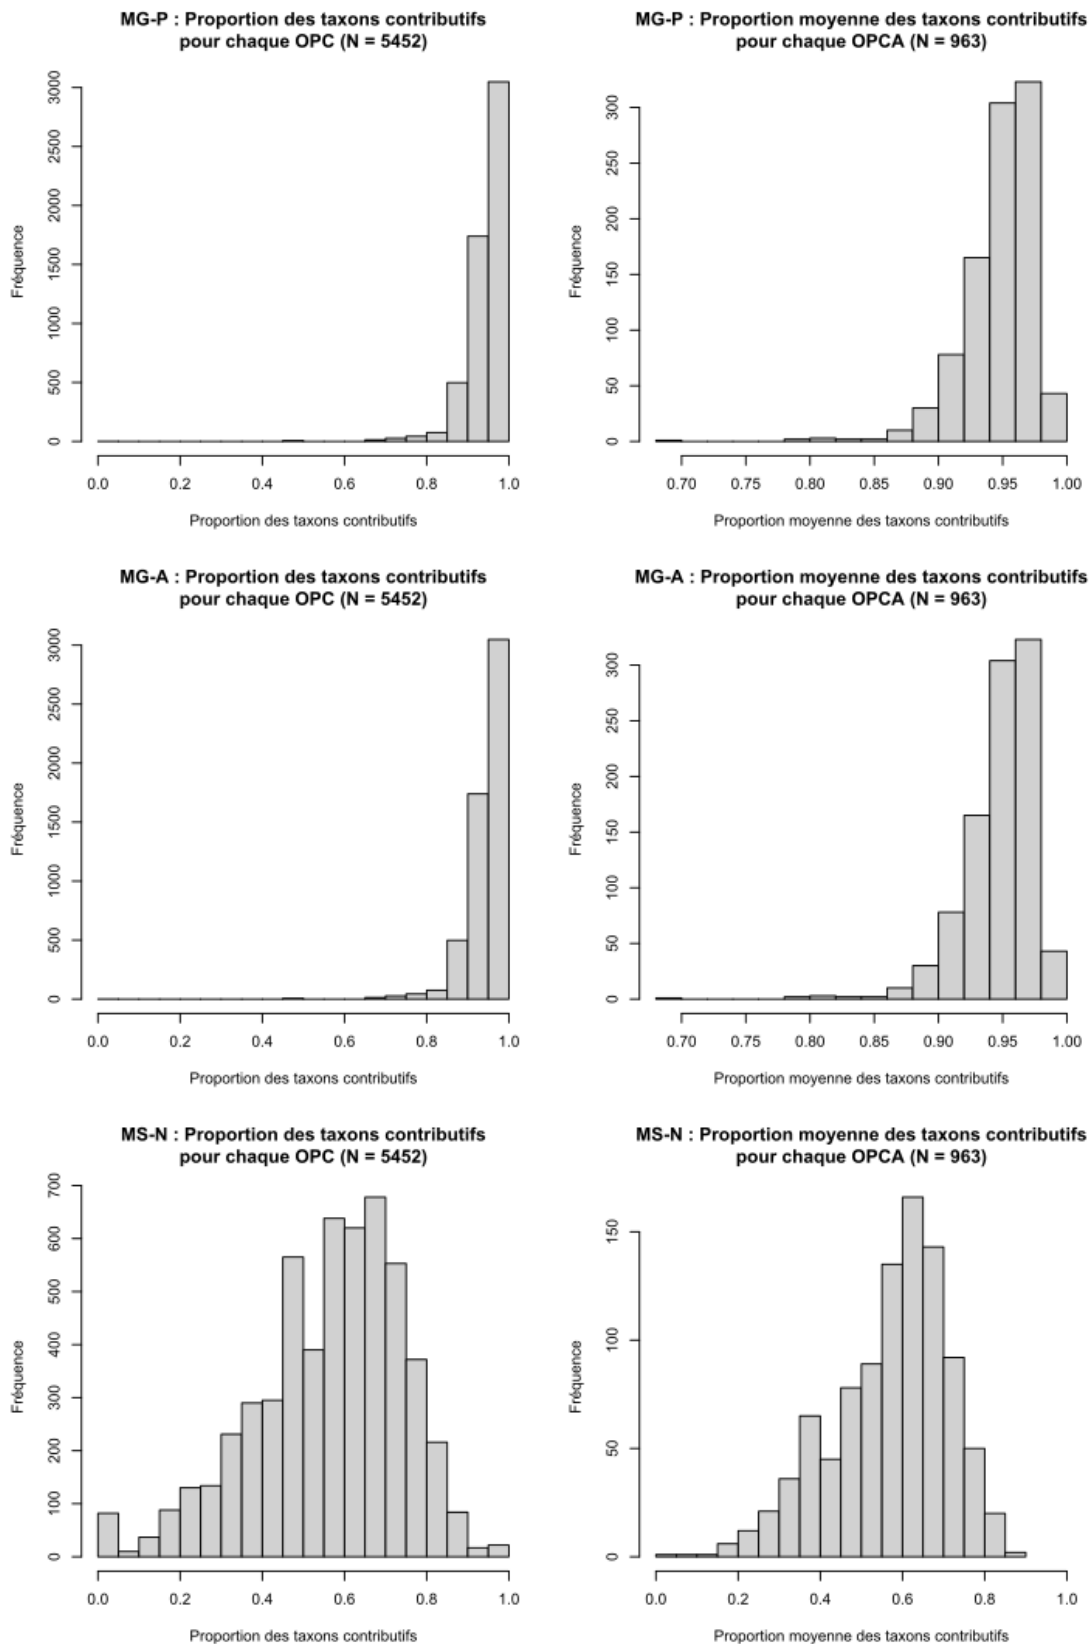 MG-P : Proportion des taxons contributifs
pour chaque OPC (N = 5452)
Fréquence
3000
2500
2000
1500
1000
500
0
0.0 0.2 0.4 0.6 0.8 1.0
Proportion des taxons contributifs
MG-P : Proportion moyenne des taxons contributifs
pour chaque OPCA (N = 963)
Fréquence
300
250
200
150
100
50
0
0.70 0.75 0.80 0.85 0.90 0.95 1.00
Proportion moyenne des taxons contributifs
MG-A : Proportion des taxons contributifs
pour chaque OPC (N = 5452)
Fréquence
3000
2500
2000
1500
1000
500
0
0.0 0.2 0.4 0.6 0.8 1.0
Proportion des taxons contributifs
MG-A : Proportion moyenne des taxons contributifs
pour chaque OPCA (N = 963)
Fréquence
300
250
200
150
100
50
0
0.70 0.75 0.80 0.85 0.90 0.95 1.00
Proportion moyenne des taxons contributifs
MS-N : Proportion des taxons contributifs
pour chaque OPC (N = 5452)
Fréquence
700
600
500
400
300
200
100
0
0.0 0.2 0.4 0.6 0.8 1.0
Proportion des taxons contributifs
MS-N : Proportion moyenne des taxons contributifs
pour chaque OPCA (N = 963)
Fréquence
150
100
50
0
0.0 0.2 0.4 0.6 0.8 1.0
Proportion moyenne des taxons contributifs